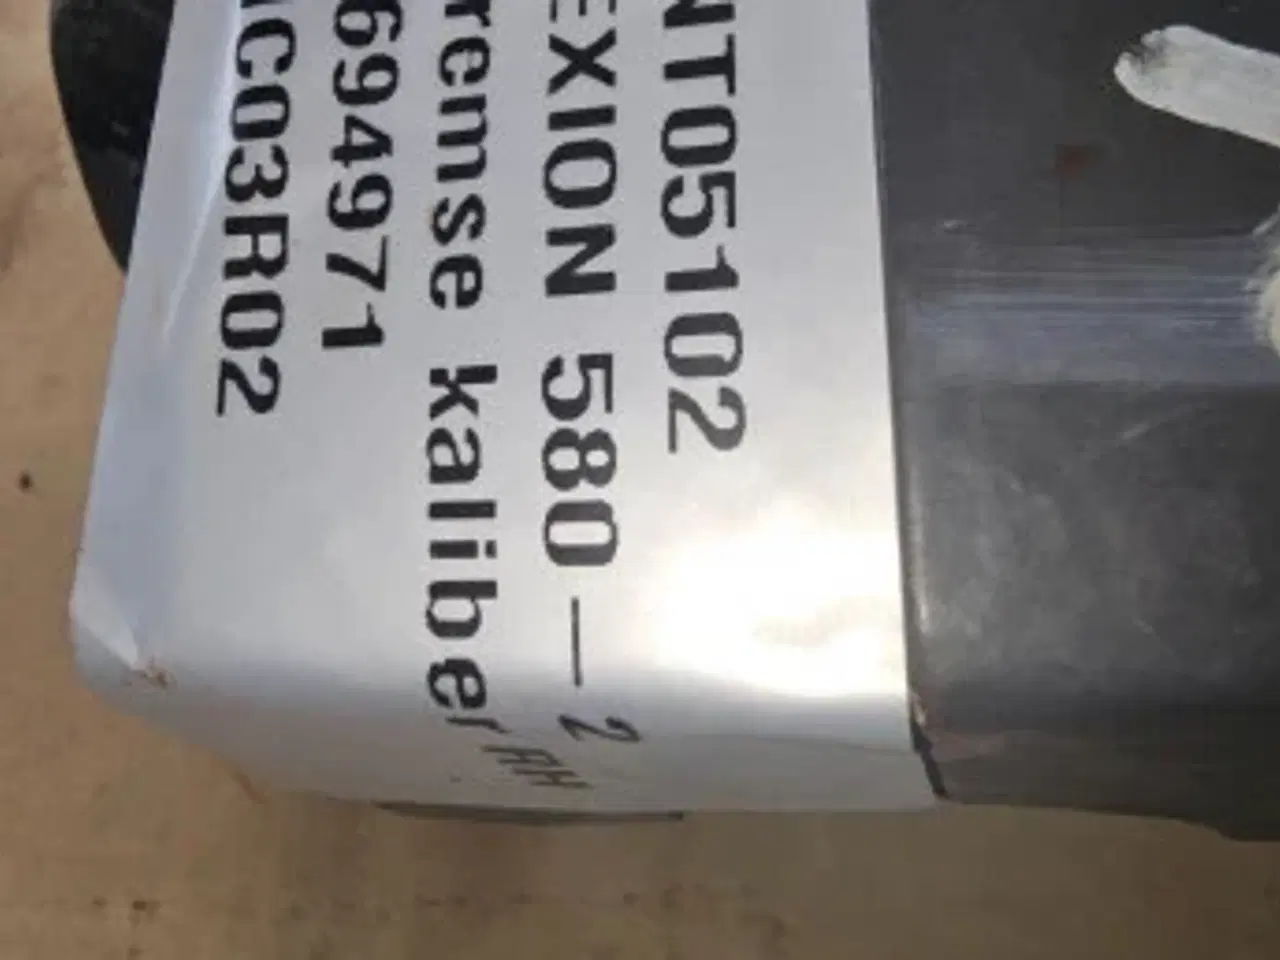 NT05102
EXION 580-2
remse kaliber AH
694971
C03R02